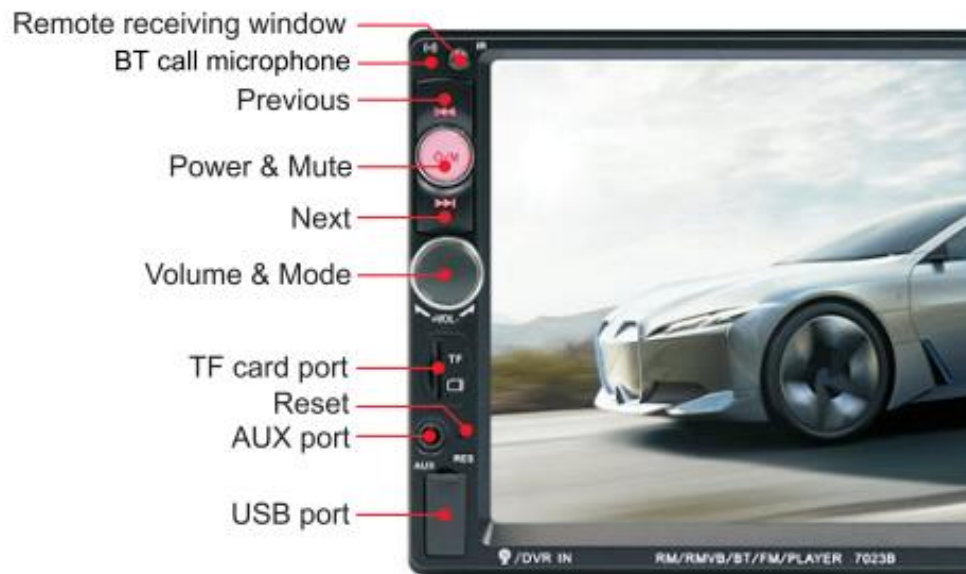 Remote receiving window
IR
BT call microphone
Previous
Power & Mute
O/M
Next
Volume & Mode
-VOL-
TF card port
TF
Reset
AUX port
AUX RES
USB port
/DVR IN RM/RMVB/BT/FM/PLAYER 7023B